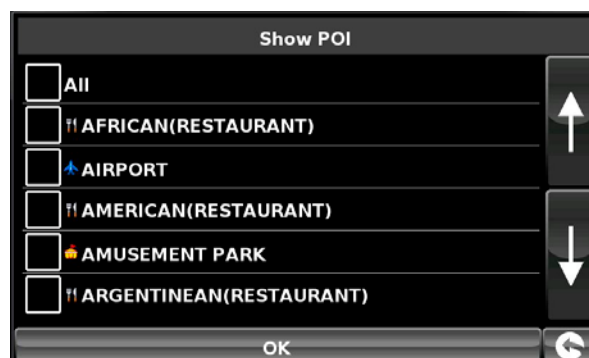 Show POI
All
AFRICAN(RESTAURANT)
AIRPORT
AMERICAN(RESTAURANT)
AMUSEMENT PARK
ARGENTINEAN(RESTAURANT)
OK